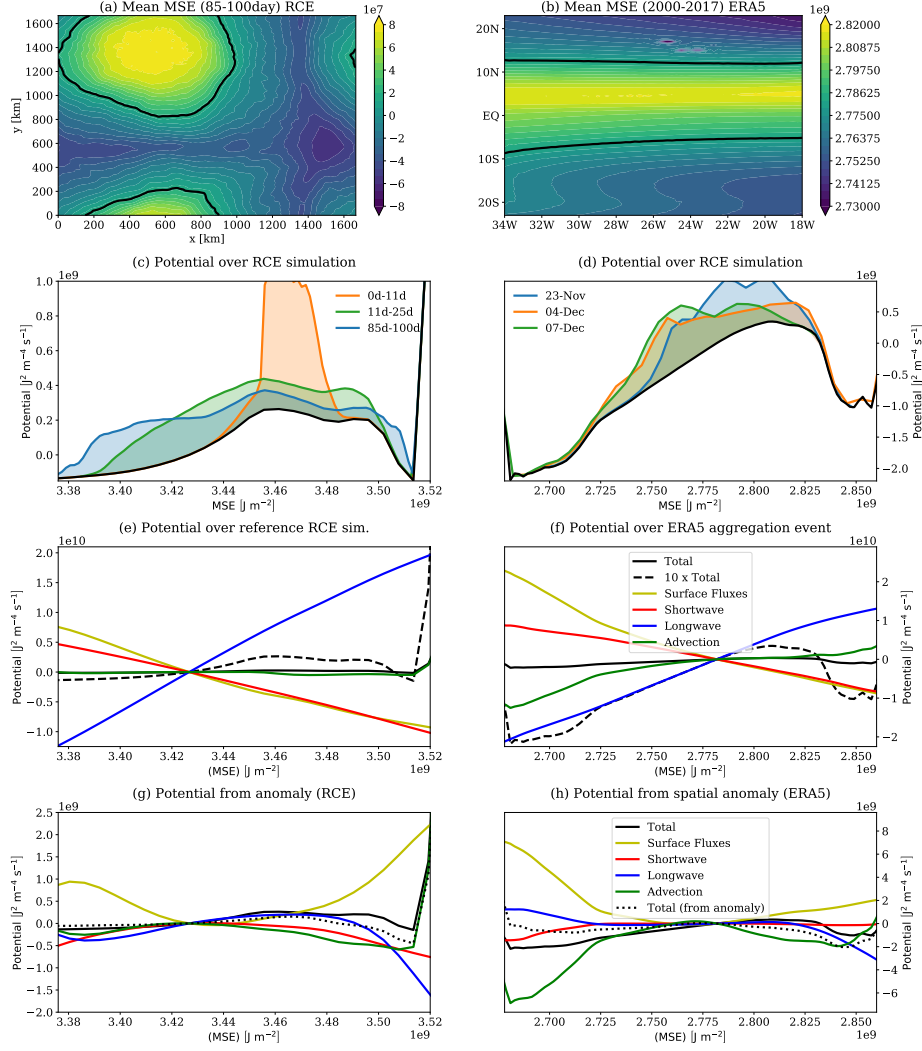 (a) Mean MSE (85-100day) RCE
1e7
1600
1400
1200
1000
800
600
400
200
0
y [km]
0 200 400 600 800 1000 1200 1400 1600
x [km]
8
6
4
2
0
−2
−4
−6
−8
(b) Mean MSE (2000-2017) ERA5
1e9
20N
10N
EQ
10S
20S
34W 32W 30W 28W 26W 24W 22W 20W 18W
2.82000
2.80875
2.79750
2.78625
2.77500
2.76375
2.75250
2.74125
2.73000
(c) Potential over RCE simulation
1e9
1.0
0.8
0.6
0.4
0.2
0.0
Potential [J² m⁻⁴ s⁻¹]
0d-11d
11d-25d
85d-100d
3.38 3.40 3.42 3.44 3.46 3.48 3.50 3.52
MSE [J m⁻²]
1e9
(d) Potential over RCE simulation
1e9
23-Nov
04-Dec
07-Dec
0.5
0.0
−0.5
−1.0
−1.5
−2.0
Potential [J² m⁻⁴ s⁻¹]
2.700 2.725 2.750 2.775 2.800 2.825 2.850
MSE [J m⁻²]
1e9
(e) Potential over reference RCE sim.
1e10
2.0
1.5
1.0
0.5
0.0
−0.5
−1.0
Potential [J² m⁻⁴ s⁻¹]
3.38 3.40 3.42 3.44 3.46 3.48 3.50 3.52
(MSE) [J m⁻²]
1e9
(f) Potential over ERA5 aggregation event
1e10
Total
10 x Total
Surface Fluxes
Shortwave
Longwave
Advection
2
1
0
−1
−2
Potential [J² m⁻⁴ s⁻¹]
2.700 2.725 2.750 2.775 2.800 2.825 2.850
(MSE) [J m⁻²]
1e9
(g) Potential from anomaly (RCE)
1e9
2.5
2.0
1.5
1.0
0.5
0.0
−0.5
−1.0
−1.5
−2.0
Potential [J² m⁻⁴ s⁻¹]
3.38 3.40 3.42 3.44 3.46 3.48 3.50 3.52
(MSE) [J m⁻²]
1e9
(h) Potential from spatial anomaly (ERA5)
1e9
Total
Surface Fluxes
Shortwave
Longwave
Advection
Total (from anomaly)
8
6
4
2
0
−2
−4
−6
Potential [J² m⁻⁴ s⁻¹]
2.700 2.725 2.750 2.775 2.800 2.825 2.850
(MSE) [J m⁻²]
1e9